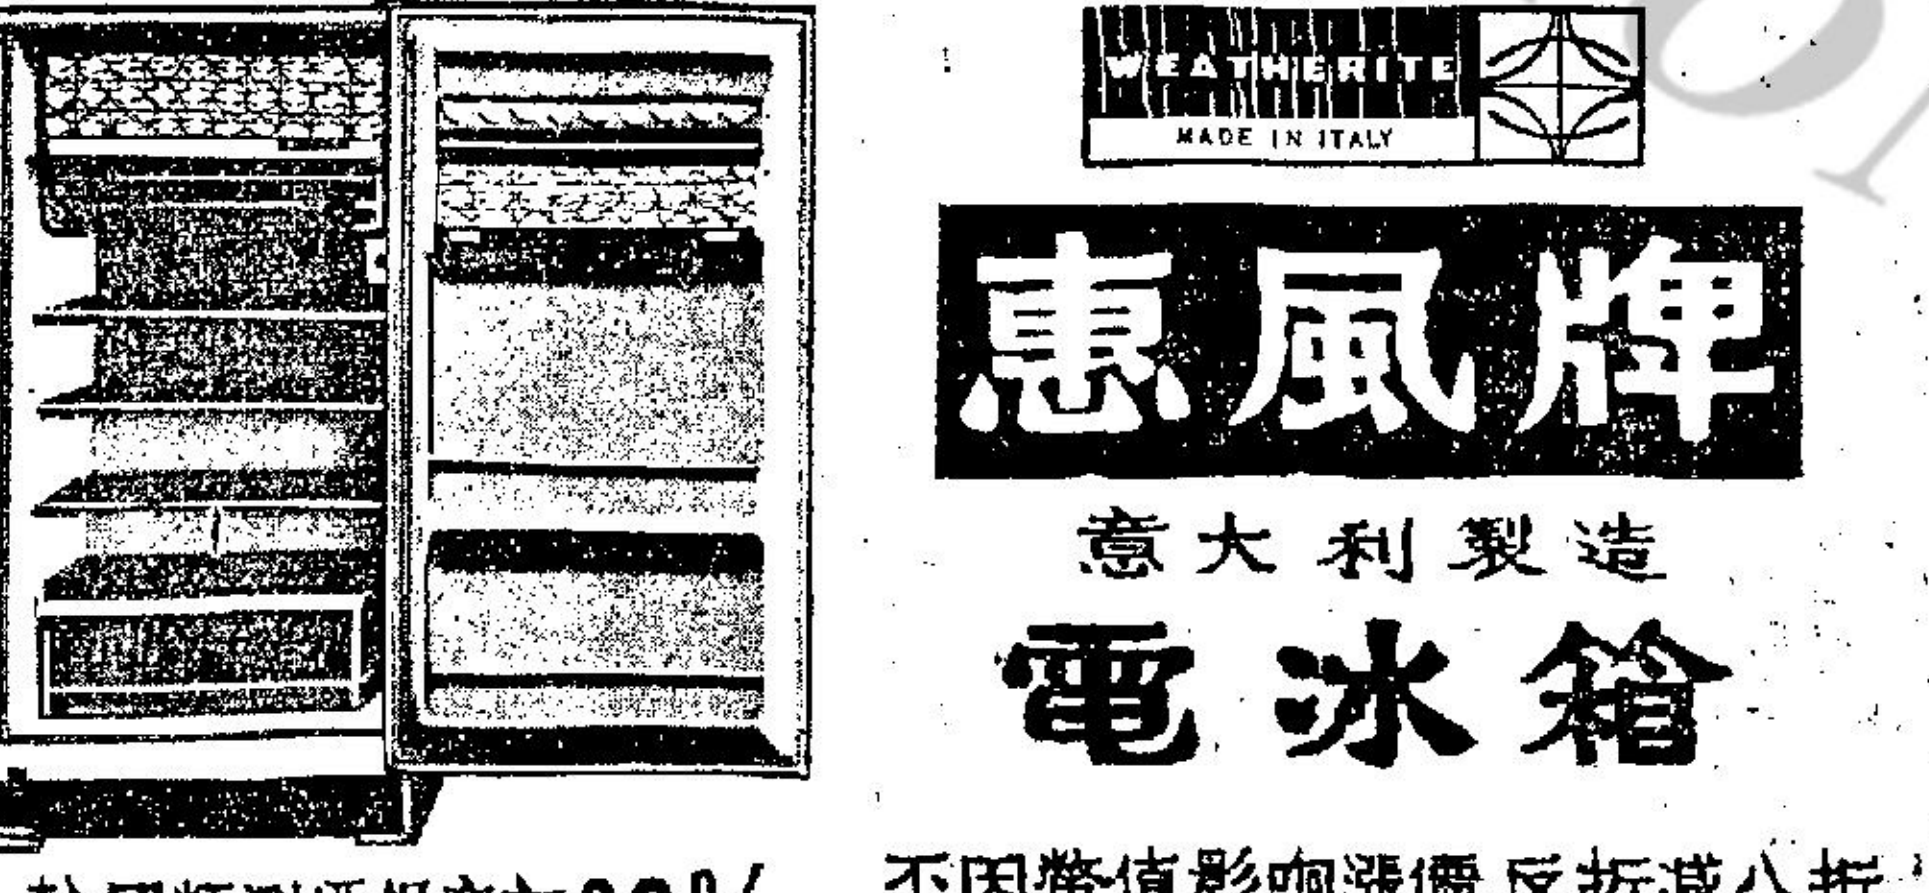 WEATHERITE
MADE IN ITALY
惠風牌
意大利製造
電冰箱
不因幣值影响漲價反折減八折